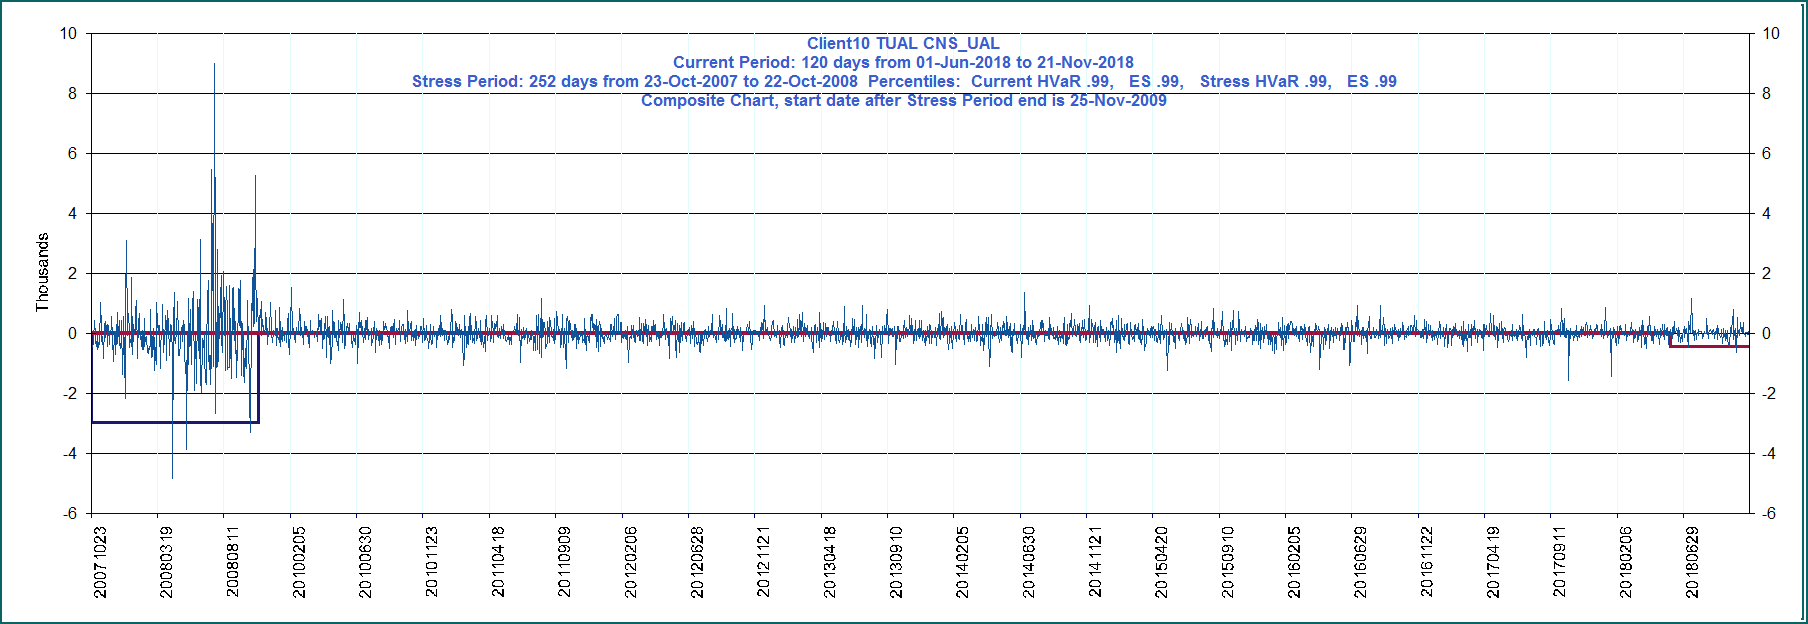 Client10 TUAL CNS_UAL
Current Period: 120 days from 01-Jun-2018 to 21-Nov-2018
Stress Period: 252 days from 23-Oct-2007 to 22-Oct-2008  Percentiles:  Current HVaR .99,   ES .99,   Stress HVaR .99,   ES .99
Composite Chart, start date after Stress Period end is 25-Nov-2009
10 10
8 8
6 6
4 4
2 2
0 0
-2 -2
-4 -4
-6 -6
Thousands
20071023 20080319 20080811 20100205 20100630 20101123 20110418 20110909 20120206 20120628 20121121 20130418 20130910 20140205 20140630 20141121 20150420 20150910 20160205 20160629 20161122 20170419 20170911 20180206 20180629